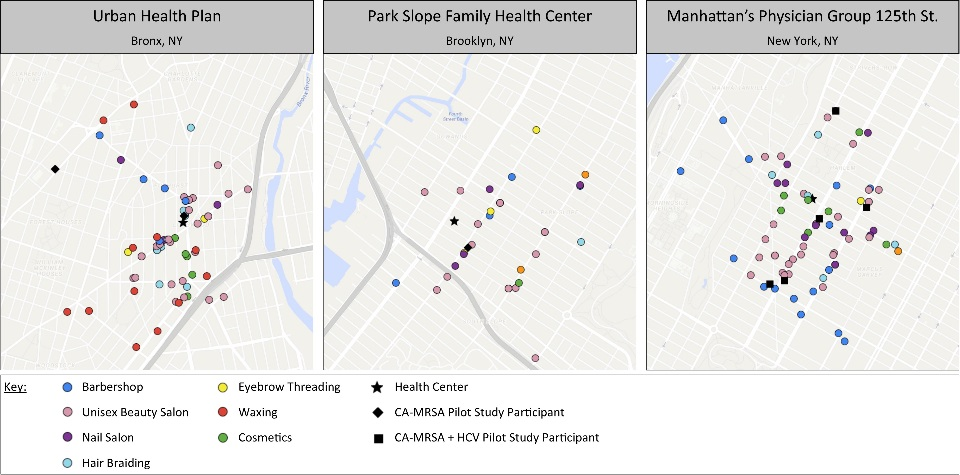 Urban Health Plan
Bronx, NY
Park Slope Family Health Center
Brooklyn, NY
Manhattan’s Physician Group 125th St.
New York, NY
Key:
Barbershop
Unisex Beauty Salon
Nail Salon
Hair Braiding
Eyebrow Threading
Waxing
Cosmetics
Health Center
CA-MRSA Pilot Study Participant
CA-MRSA + HCV Pilot Study Participant